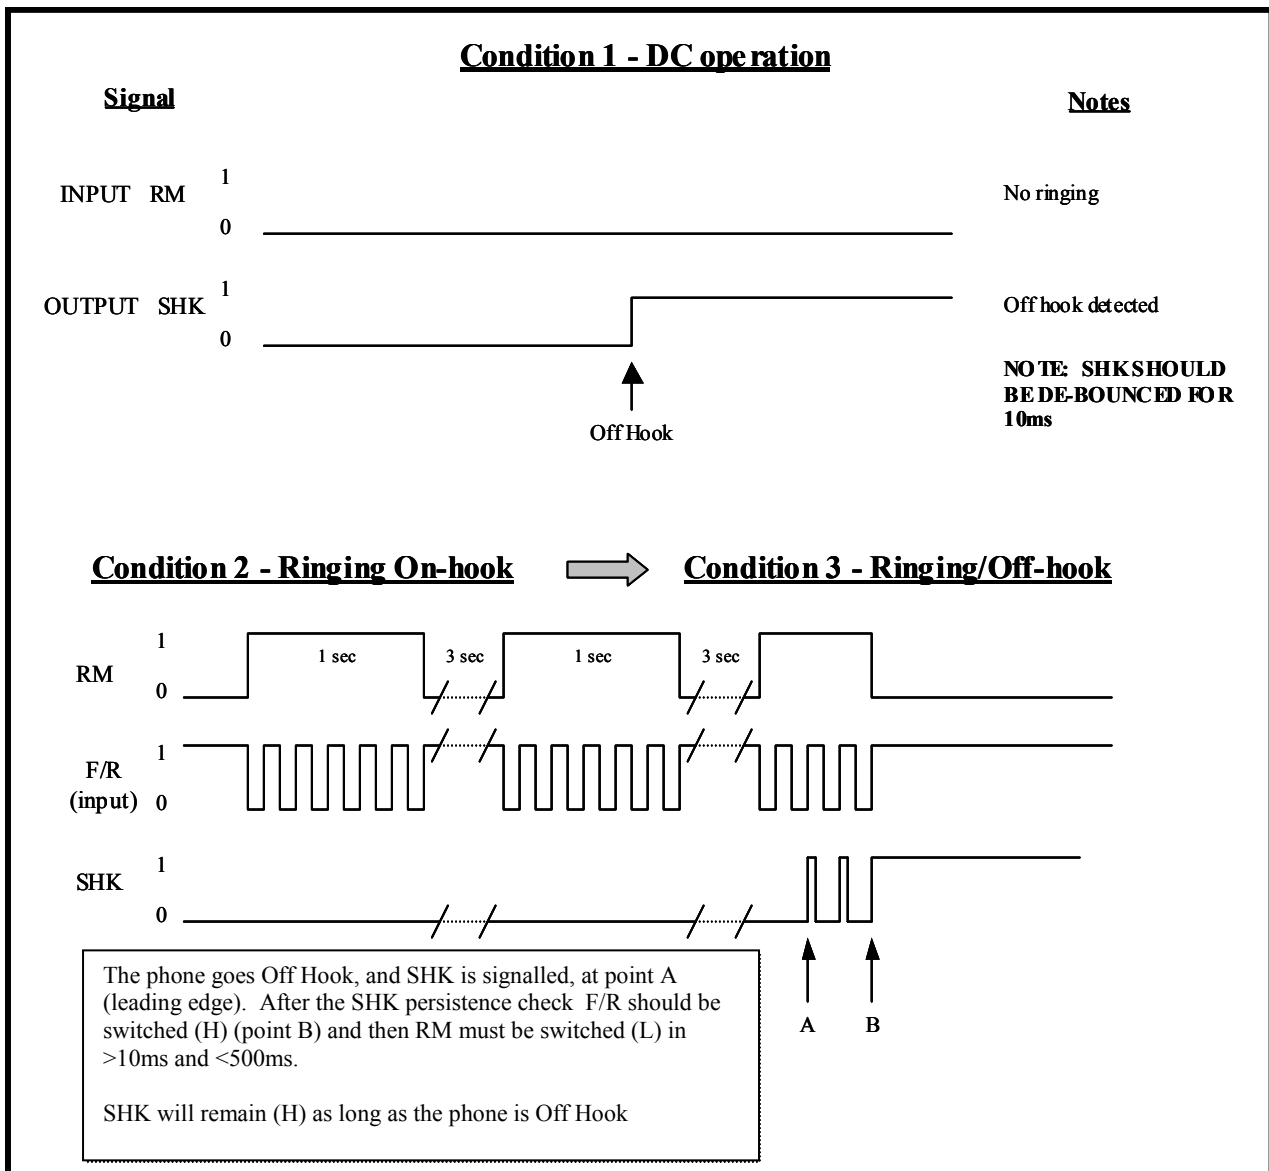 Condition 1 - DC operation
Signal
Notes
INPUT RM
1
0
No ringing
OUTPUT SHK
1
0
Off hook detected
NOTE: SHK SHOULD
BE DE-BOUNCED FOR
10ms
Off Hook
Condition 2 - Ringing On-hook
Condition 3 - Ringing/Off-hook
RM
1
0
1 sec
3 sec
1 sec
3 sec
F/R
(input)
1
0
SHK
1
0
The phone goes Off Hook, and SHK is signalled, at point A
(leading edge). After the SHK persistence check F/R should be
switched (H) (point B) and then RM must be switched (L) in
>10ms and <500ms.
SHK will remain (H) as long as the phone is Off Hook
A
B